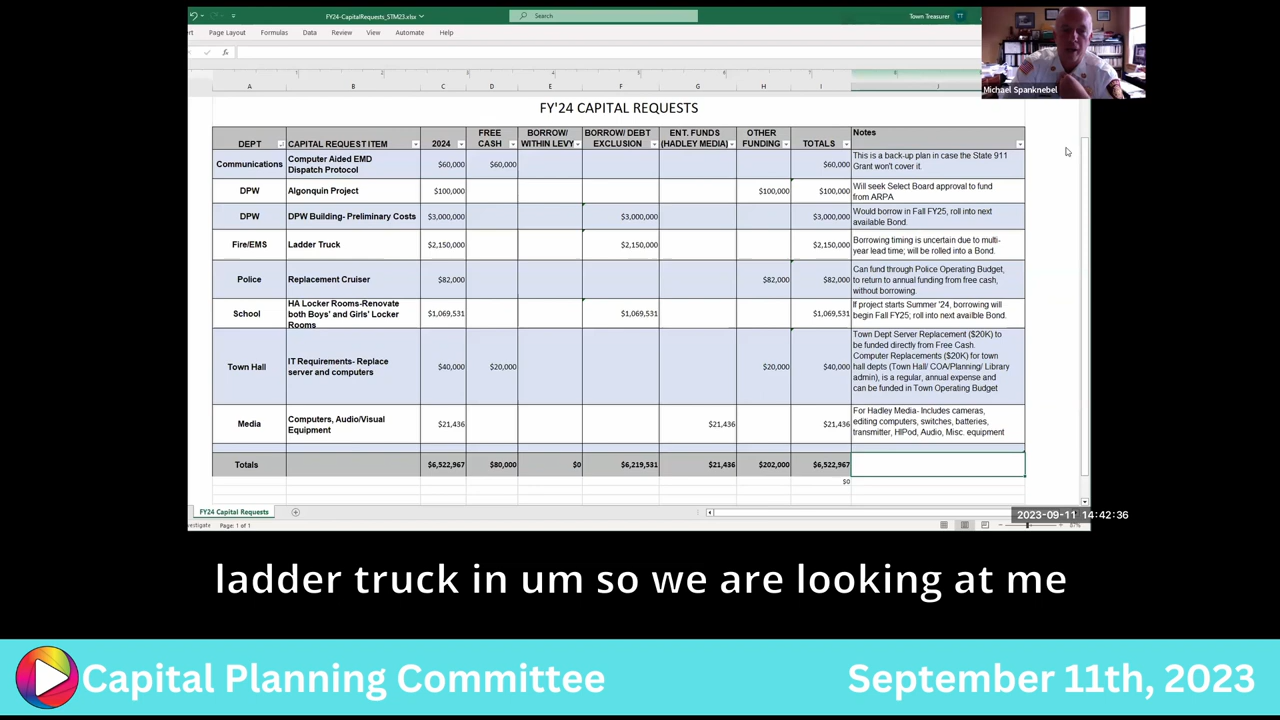 FY24-CapitalRequests_STM23.xlsx
Search
Town Treasurer TT
Page Layout Formulas Data Review View Automate Help
fx
B C D E F G H I J
FY'24 CAPITAL REQUESTS
DEPT CAPITAL REQUEST ITEM 2024 FREE CASH BORROW/ WITHIN LEVY BORROW/ DEBT EXCLUSION ENT. FUNDS (HADLEY MEDIA) OTHER FUNDING TOTALS Notes
Communications Computer Aided EMD Dispatch Protocol $60,000 $60,000 $60,000 This is a back-up plan in case the State 911 Grant won't cover it.
DPW Algonquin Project $100,000 $100,000 $100,000 Will seek Select Board approval to fund from ARPA
DPW DPW Building- Preliminary Costs $3,000,000 $3,000,000 $3,000,000 Would borrow in Fall FY25, roll into next available Bond.
Fire/EMS Ladder Truck $2,150,000 $2,150,000 $2,150,000 Borrowing timing is uncertain due to multi-year lead time; will be rolled into a Bond.
Police Replacement Cruiser $82,000 $82,000 $82,000 Can fund through Police Operating Budget, to return to annual funding from free cash, without borrowing.
School HA Locker Rooms-Renovate both Boys' and Girls' Locker Rooms $1,069,531 $1,069,531 $1,069,531 If project starts Summer '24, borrowing will begin Fall FY25; roll into next availble Bond.
Town Hall IT Requirements- Replace server and computers $40,000 $20,000 $20,000 $40,000 Town Dept Server Replacement ($20K) to be funded directly from Free Cash. Computer Replacements ($20K) for town hall depts (Town Hall/ COA/Planning/ Library admin), is a regular, annual expense and can be funded in Town Operating Budget
Media Computers, Audio/Visual Equipment $21,436 $21,436 $21,436 For Hadley Media- Includes cameras, editing computers, switches, batteries, transmitter, HIPod, Audio, Misc. equipment
Totals $6,522,967 $80,000 $0 $6,219,531 $21,436 $202,000 $6,522,967
$0
FY24 Capital Requests
Page: 1 of 1
Michael Spanknebel
2023-09-11 14:42:36
ladder truck in um so we are looking at me
Capital Planning Committee
September 11th, 2023